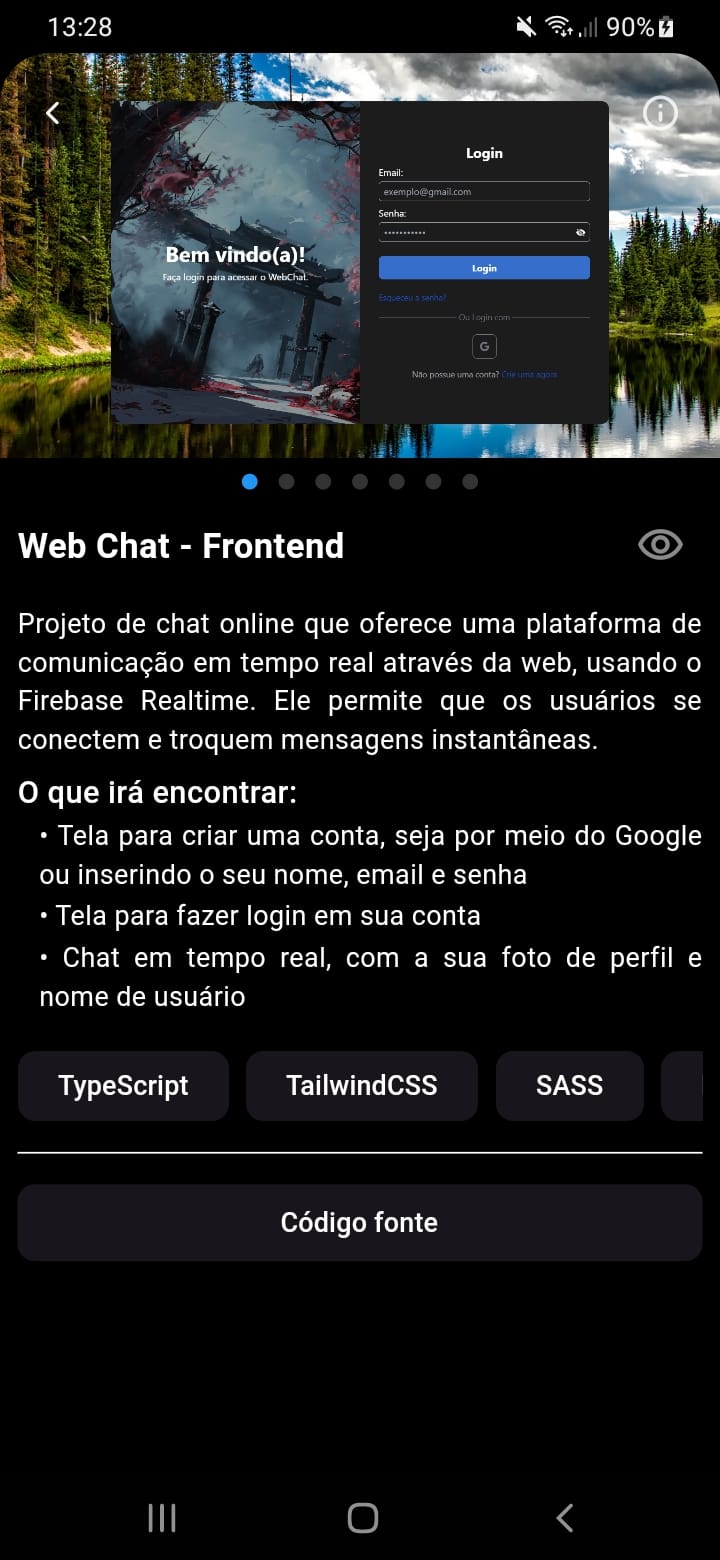 13:28
90%
Login
Email:
exemplo@gmail.com
Senha:
Bem vindo(a)!
Faça login para acessar o WebChat.
Login
Esqueceu a senha?
Ou Login com
G
Não possue uma conta? Crie uma agora.
Web Chat - Frontend
Projeto de chat online que oferece uma plataforma de
comunicação em tempo real através da web, usando o
Firebase Realtime. Ele permite que os usuários se
conectem e troquem mensagens instantâneas.
O que irá encontrar:
• Tela para criar uma conta, seja por meio do Google
ou inserindo o seu nome, email e senha
• Tela para fazer login em sua conta
• Chat em tempo real, com a sua foto de perfil e
nome de usuário
TypeScript TailwindCSS SASS
Código fonte